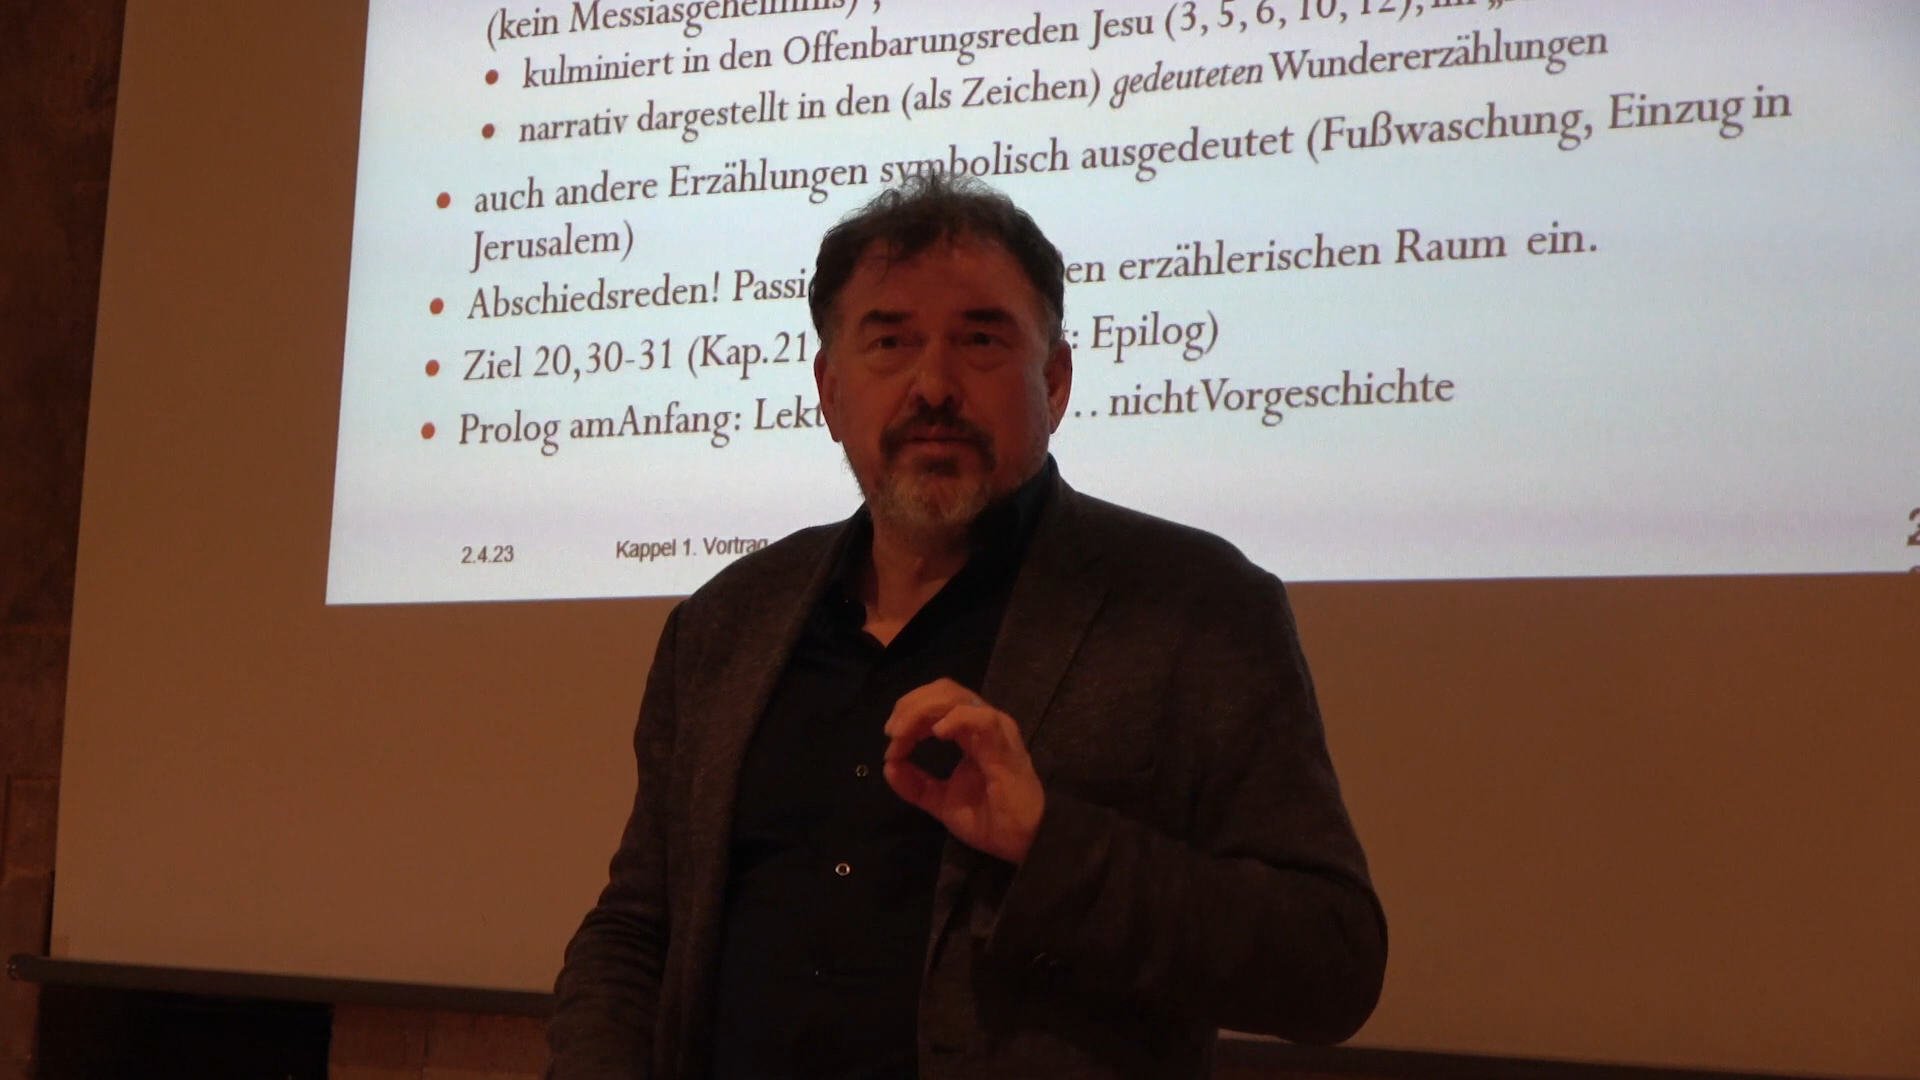 (kein Messiasgeheimnis) ,
kulminiert in den Offenbarungsreden Jesu (3, 5, 6, 10, 12), im
narrativ dargestellt in den (als Zeichen) gedeuteten Wundererzählungen
auch andere Erzählungen symbolisch ausgedeutet (Fußwaschung, Einzug in
Jerusalem)
Abschiedsreden! en erzählerischen Raum ein.
Ziel 20,30-31 (Kap.21 : Epilog)
Prolog amAnfang: .. nichtVorgeschichte
2.4.23 Kappel 1. Vortrag